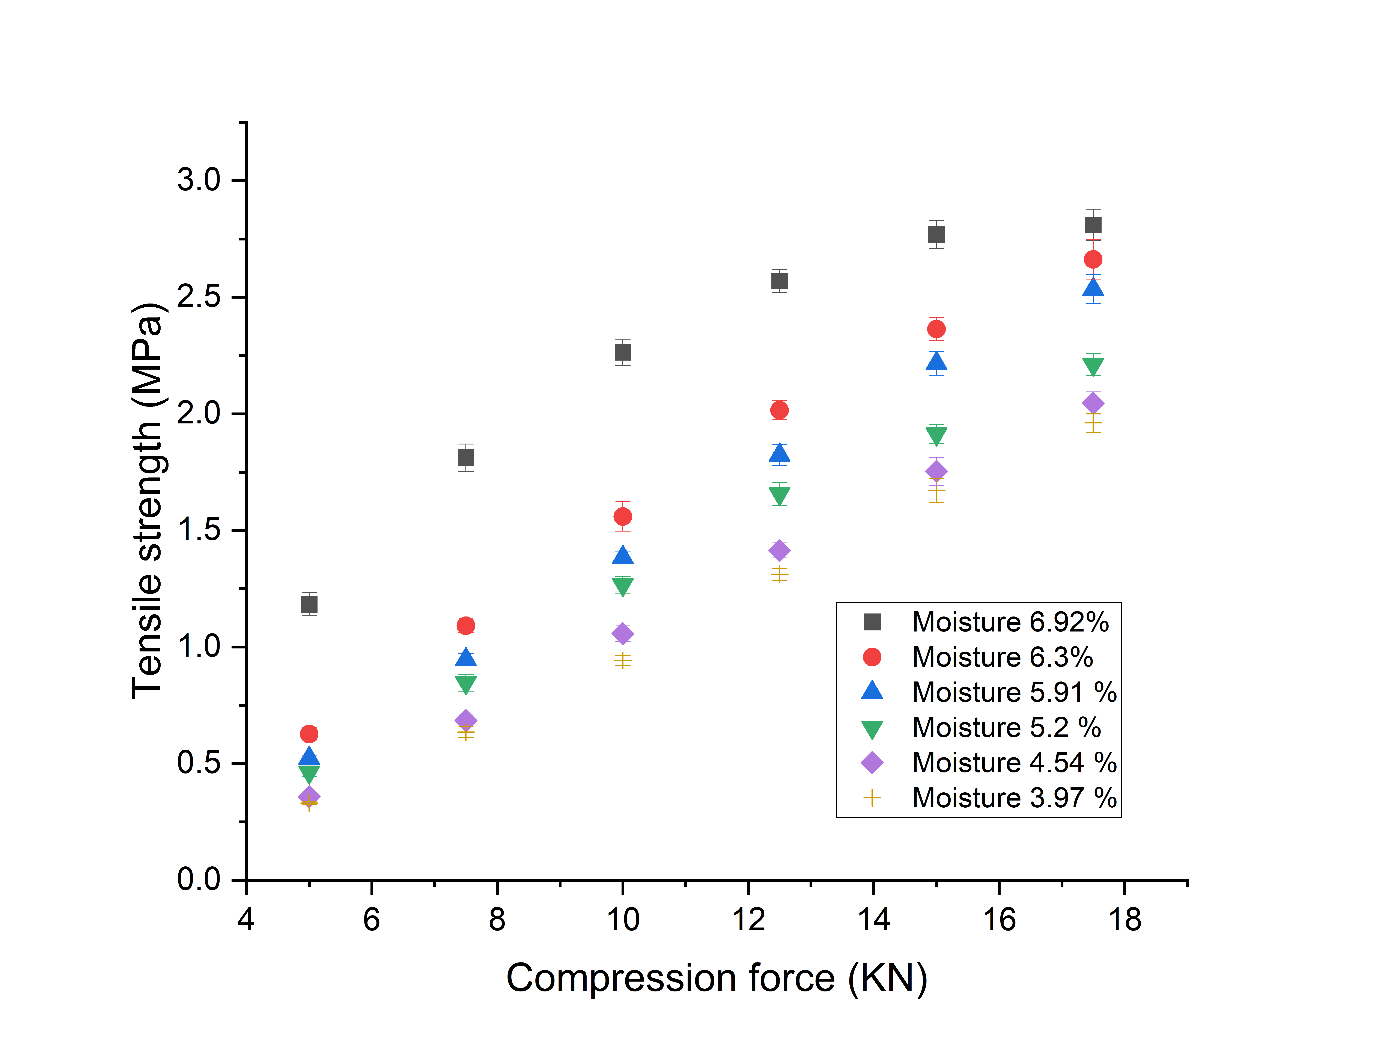 Tensile strength (MPa)
3.0
2.5
2.0
1.5
1.0
0.5
0.0
4 6 8 10 12 14 16 18
Compression force (KN)
Moisture 6.92%
Moisture 6.3%
Moisture 5.91 %
Moisture 5.2 %
Moisture 4.54 %
Moisture 3.97 %